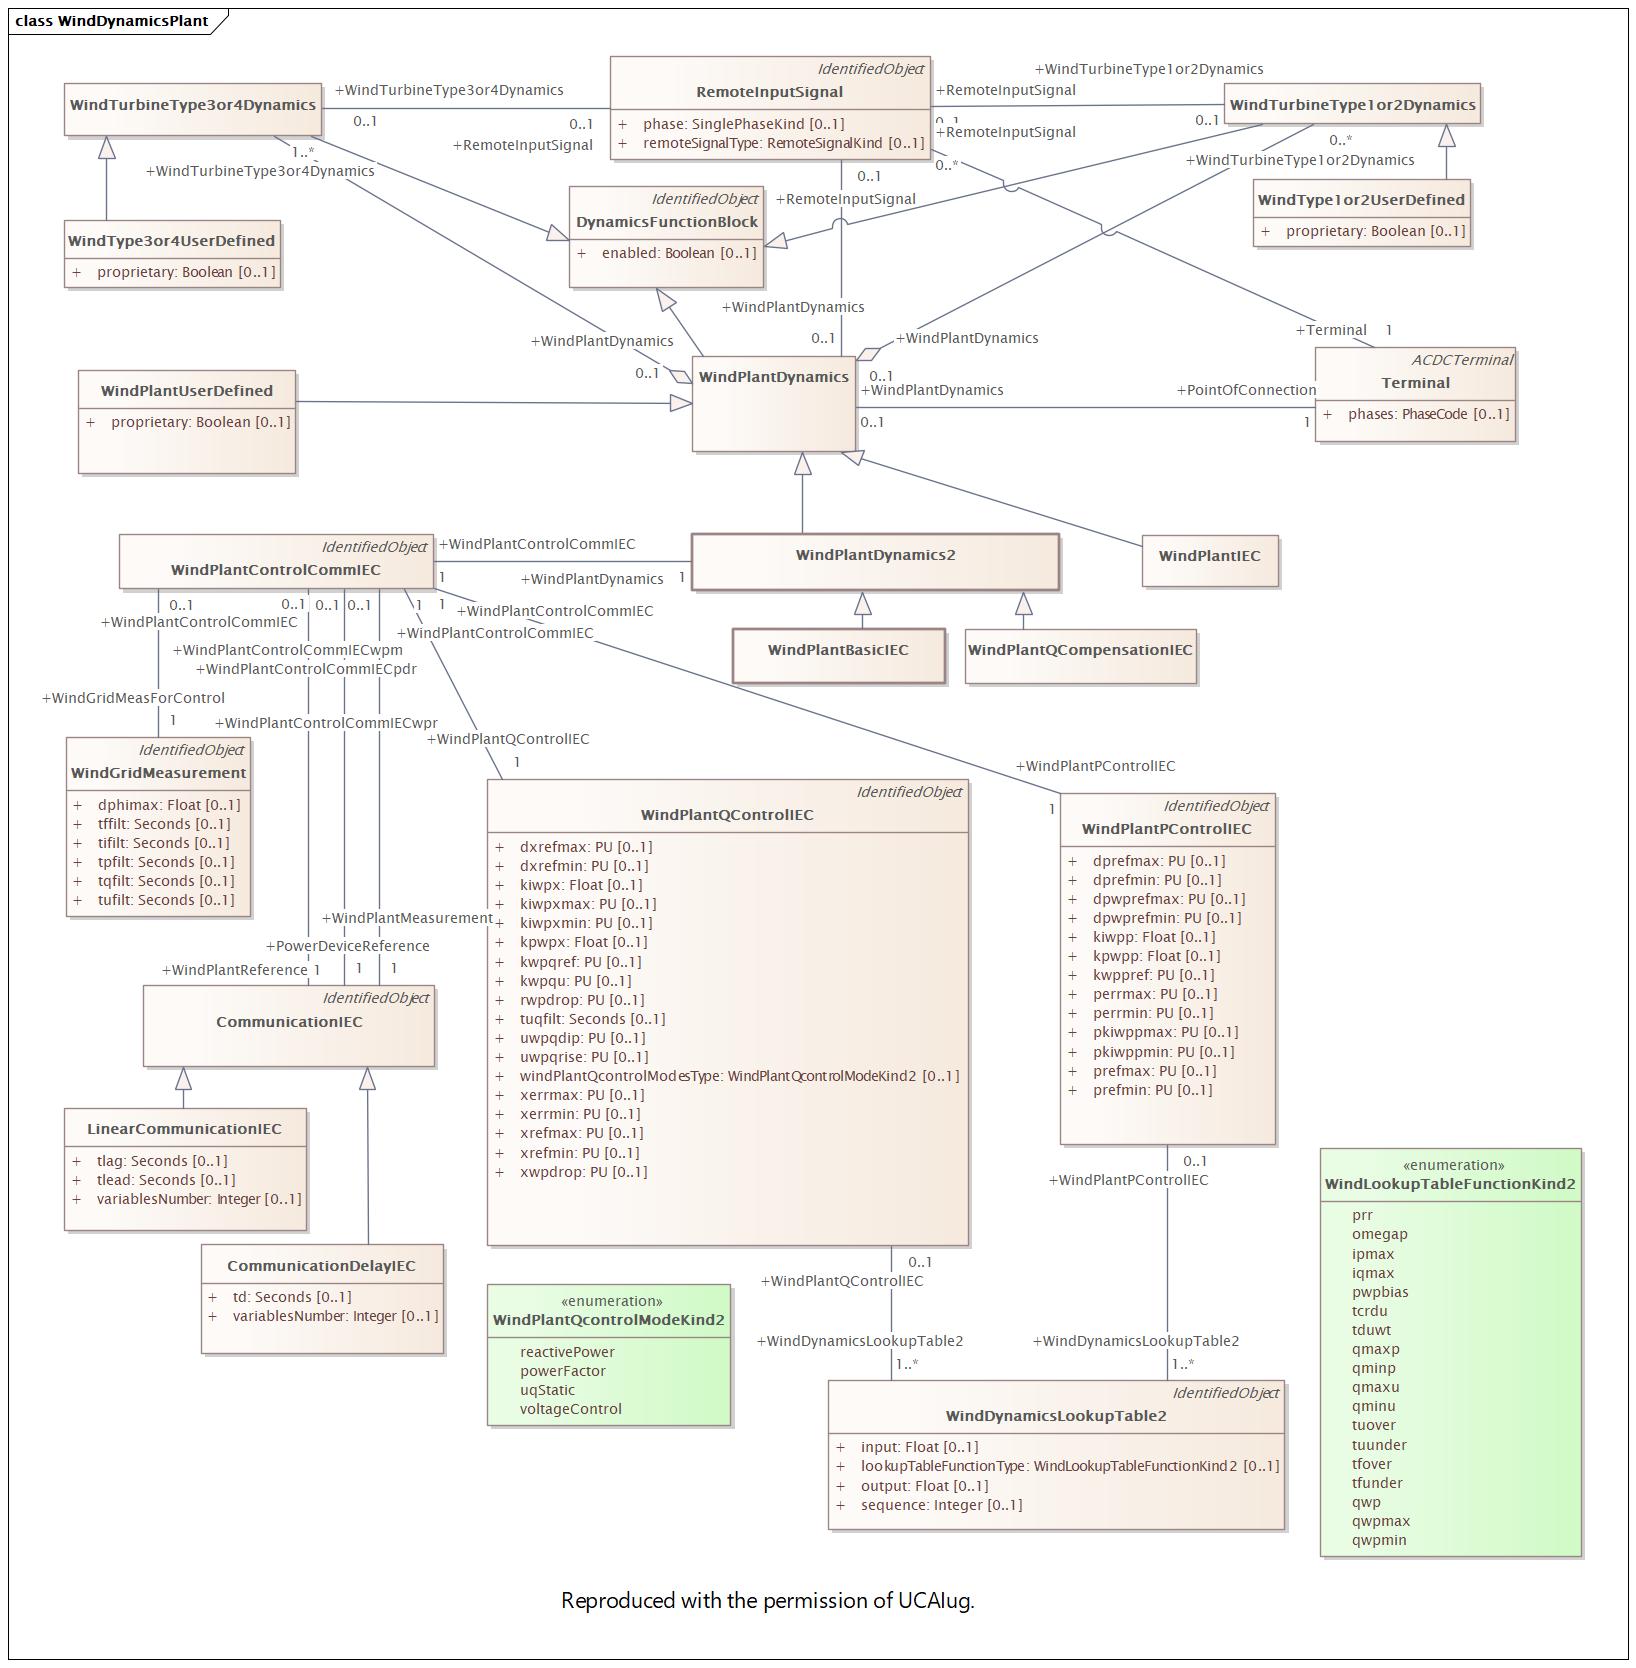 class WindDynamicsPlant
IdentifiedObject
RemoteInputSignal
+ phase: SinglePhaseKind [0..1]
+ remoteSignalType: RemoteSignalKind [0..1]
WindTurbineType3or4Dynamics
+WindTurbineType3or4Dynamics
0..1
0..1
+RemoteInputSignal
+WindTurbineType1or2Dynamics
+RemoteInputSignal
0..1
0..1
WindTurbineType1or2Dynamics
+RemoteInputSignal
0..*
1..*
+WindTurbineType3or4Dynamics
0..*
+WindTurbineType1or2Dynamics
0..1
+RemoteInputSignal
IdentifiedObject
DynamicsFunctionBlock
+ enabled: Boolean [0..1]
WindType3or4UserDefined
+ proprietary: Boolean [0..1]
WindType1or2UserDefined
+ proprietary: Boolean [0..1]
+WindPlantDynamics
0..1
+WindPlantDynamics
0..1
+WindPlantDynamics
0..1
+Terminal 1
ACDCTerminal
Terminal
+ phases: PhaseCode [0..1]
WindPlantDynamics
+WindPlantDynamics
0..1
+PointOfConnection
1
WindPlantUserDefined
+ proprietary: Boolean [0..1]
IdentifiedObject
WindPlantControlCommIEC
+WindPlantControlCommIEC
1
+WindPlantDynamics 1
WindPlantDynamics2
WindPlantIEC
WindPlantBasicIEC
WindPlantQCompensationIEC
0..1
+WindPlantControlCommIEC
0..1 0..1 0..1
1 1
+WindPlantControlCommIEC
+WindPlantControlCommIEC
+WindPlantControlCommIECwpm
+WindPlantControlCommIECpdr
+WindGridMeasForControl
1
+WindPlantControlCommIECwpr
+WindPlantQControlIEC
1
+WindPlantPControlIEC
1
IdentifiedObject
WindGridMeasurement
+ dphimax: Float [0..1]
+ tffilt: Seconds [0..1]
+ tifilt: Seconds [0..1]
+ tpfilt: Seconds [0..1]
+ tqfilt: Seconds [0..1]
+ tufilt: Seconds [0..1]
IdentifiedObject
WindPlantQControlIEC
+ dxrefmax: PU [0..1]
+ dxrefmin: PU [0..1]
+ kiwpx: Float [0..1]
+ kiwpxmax: PU [0..1]
+ kiwpxmin: PU [0..1]
+ kpwpx: Float [0..1]
+ kwpqref: PU [0..1]
+ kwpqu: PU [0..1]
+ rwpdrop: PU [0..1]
+ tuqfilt: Seconds [0..1]
+ uwpqdip: PU [0..1]
+ uwpqrise: PU [0..1]
+ windPlantQcontrolModesType: WindPlantQcontrolModeKind2 [0..1]
+ xerrmax: PU [0..1]
+ xerrmin: PU [0..1]
+ xrefmax: PU [0..1]
+ xrefmin: PU [0..1]
+ xwpdrop: PU [0..1]
IdentifiedObject
WindPlantPControlIEC
+ dprefmax: PU [0..1]
+ dprefmin: PU [0..1]
+ dpwprefmax: PU [0..1]
+ dpwprefmin: PU [0..1]
+ kiwpp: Float [0..1]
+ kpwpp: Float [0..1]
+ kwppref: PU [0..1]
+ perrmax: PU [0..1]
+ perrmin: PU [0..1]
+ pkiwppmax: PU [0..1]
+ pkiwppmin: PU [0..1]
+ prefmax: PU [0..1]
+ prefmin: PU [0..1]
+WindPlantMeasurement
+PowerDeviceReference
+WindPlantReference 1 1 1
IdentifiedObject
CommunicationIEC
LinearCommunicationIEC
+ tlag: Seconds [0..1]
+ tlead: Seconds [0..1]
+ variablesNumber: Integer [0..1]
CommunicationDelayIEC
+ td: Seconds [0..1]
+ variablesNumber: Integer [0..1]
0..1
+WindPlantPControlIEC
0..1
+WindPlantQControlIEC
«enumeration»
WindPlantQcontrolModeKind2
reactivePower
powerFactor
uqStatic
voltageControl
+WindDynamicsLookupTable2
1..*
+WindDynamicsLookupTable2
1..*
IdentifiedObject
WindDynamicsLookupTable2
+ input: Float [0..1]
+ lookupTableFunctionType: WindLookupTableFunctionKind2 [0..1]
+ output: Float [0..1]
+ sequence: Integer [0..1]
«enumeration»
WindLookupTableFunctionKind2
prr
omegap
ipmax
iqmax
pwpbias
tcrdu
tduwt
qmaxp
qminp
qmaxu
qminu
tuover
tuunder
tfover
tfunder
qwp
qwpmax
qwpmin
Reproduced with the permission of UCAIug.